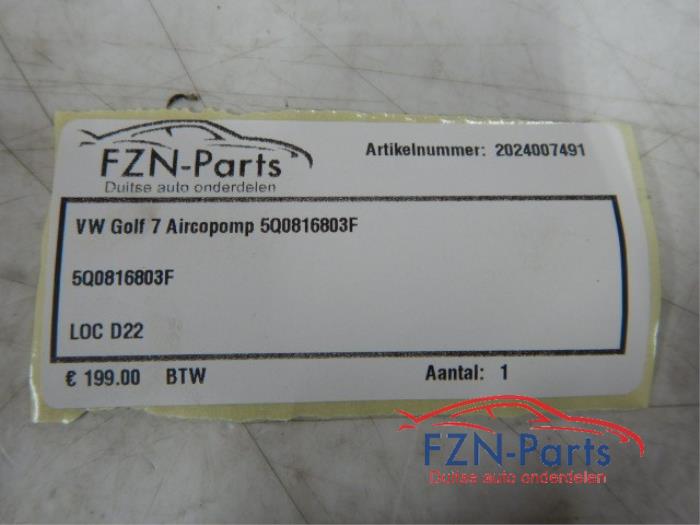 FZN-Parts
Duitse auto onderdelen
Artikelnummer: 2024007491
VW Golf 7 Aircopomp 5Q0816803F
5Q0816803F
LOC D22
€ 199.00 BTW
Aantal: 1
FZN-Parts
Duitse auto onderdelen